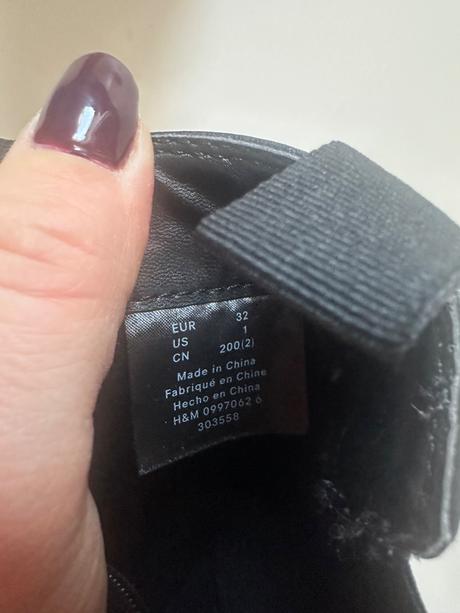 EUR 32
US 1
CN 200(2)
Made in China
Fabriqué en Chine
Hecho en China
H&M 0997062 6
303558